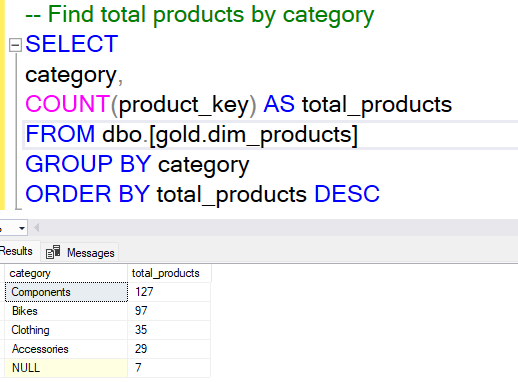 -- Find total products by category
SELECT
category,
COUNT(product_key) AS total_products
FROM dbo.[gold.dim_products]
GROUP BY category
ORDER BY total_products DESC
Results Messages
category total_products
Components 127
Bikes 97
Clothing 35
Accessories 29
NULL 7